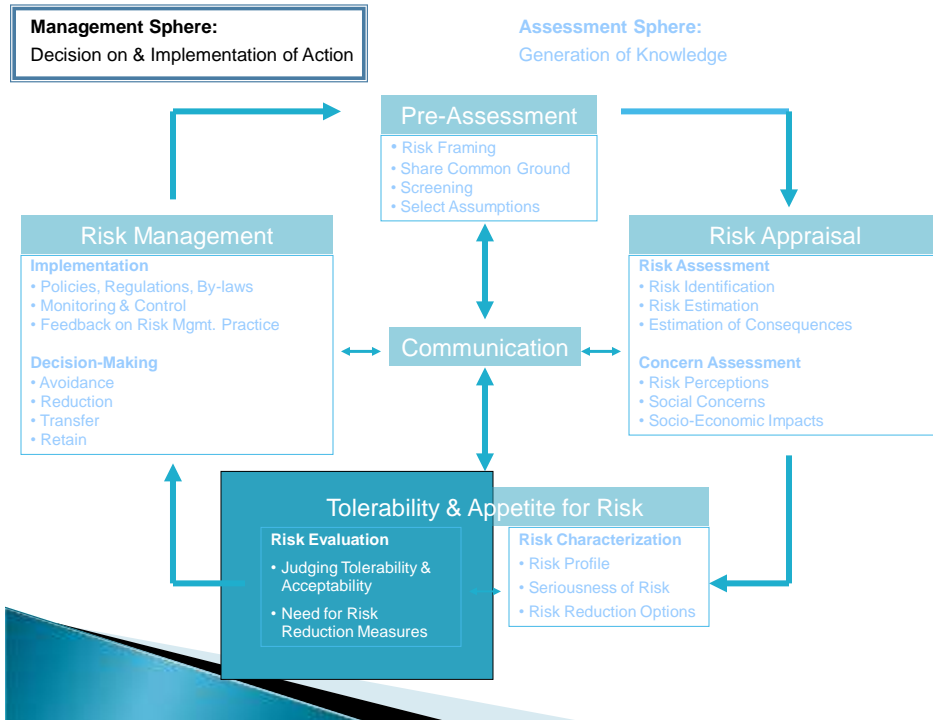 Management Sphere:
Decision on & Implementation of Action
Assessment Sphere:
Generation of Knowledge
Pre-Assessment
• Risk Framing
• Share Common Ground
• Screening
• Select Assumptions
Risk Management
Implementation
• Policies, Regulations, By-laws
• Monitoring & Control
• Feedback on Risk Mgmt. Practice
Decision-Making
• Avoidance
• Reduction
• Transfer
• Retain
Communication
Risk Appraisal
Risk Assessment
• Risk Identification
• Risk Estimation
• Estimation of Consequences
Concern Assessment
• Risk Perceptions
• Social Concerns
• Socio-Economic Impacts
Tolerability & Appetite for Risk
Risk Evaluation
• Judging Tolerability &
Acceptability
• Need for Risk
Reduction Measures
Risk Characterization
• Risk Profile
• Seriousness of Risk
• Risk Reduction Options